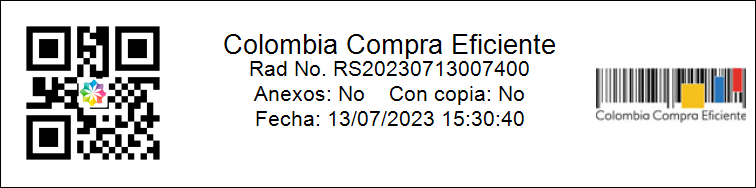 Colombia Compra Eficiente
Rad No. RS20230713007400
Anexos: No Con copia: No
Fecha: 13/07/2023 15:30:40
Colombia Compra Eficiente